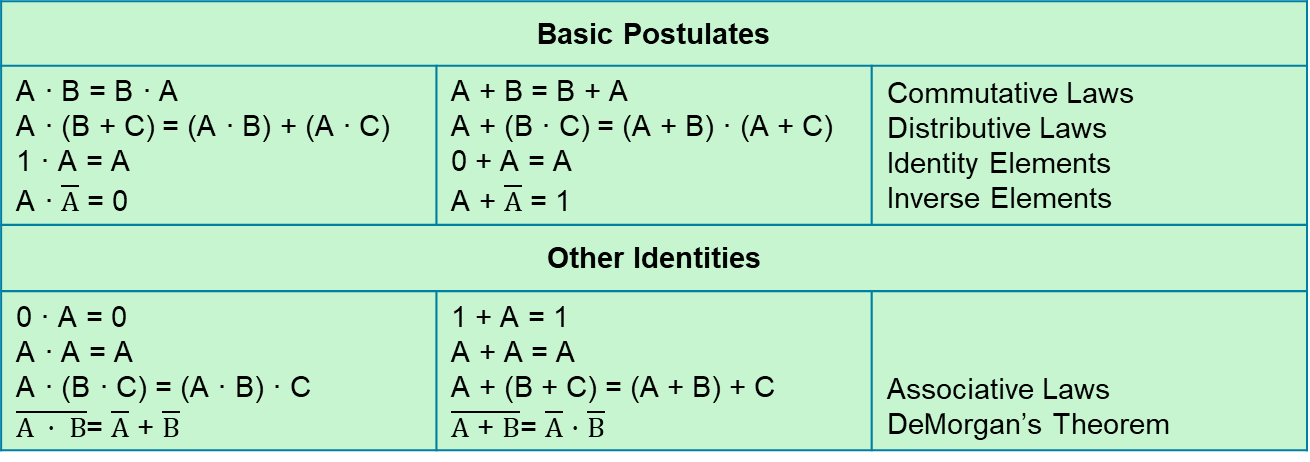 Basic Postulates
A · B = B · A
A · (B + C) = (A · B) + (A · C)
1 · A = A
A · A̅ = 0
A + B = B + A
A + (B · C) = (A + B) · (A + C)
0 + A = A
A + A̅ = 1
Commutative Laws
Distributive Laws
Identity Elements
Inverse Elements
Other Identities
0 · A = 0
A · A = A
A · (B · C) = (A · B) · C
A̅ ̅·̅ ̅B̅= A̅ + B̅
1 + A = 1
A + A = A
A + (B + C) = (A + B) + C
A̅ ̅+̅ ̅B̅= A̅ · B̅
Associative Laws
DeMorgan’s Theorem